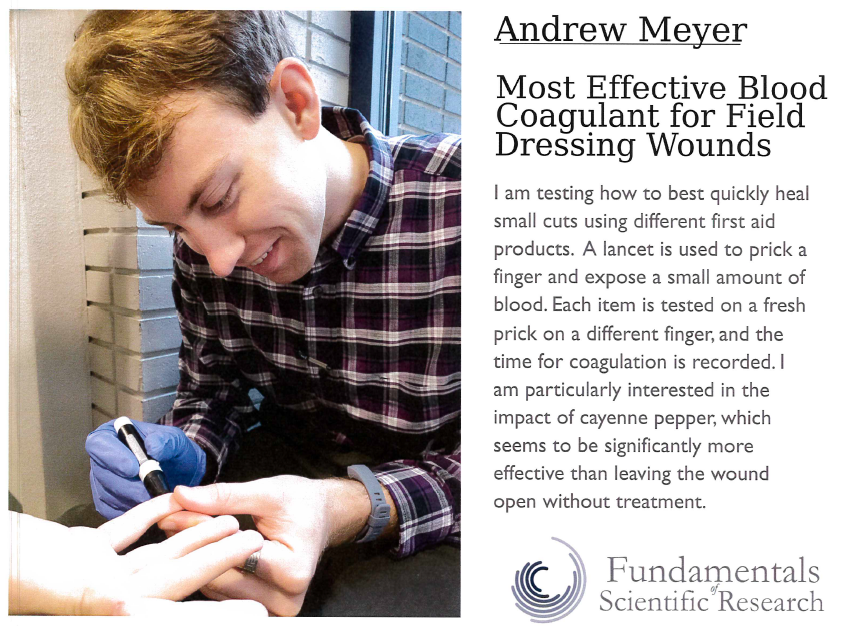 Andrew Meyer
Most Effective Blood
Coagulant for Field
Dressing Wounds
I am testing how to best quickly heal
small cuts using different first aid
products. A lancet is used to prick a
finger and expose a small amount of
blood. Each item is tested on a fresh
prick on a different finger, and the
time for coagulation is recorded. I
am particularly interested in the
impact of cayenne pepper, which
seems to be significantly more
effective than leaving the wound
open without treatment.
Fundamentals
of
Scientific Research